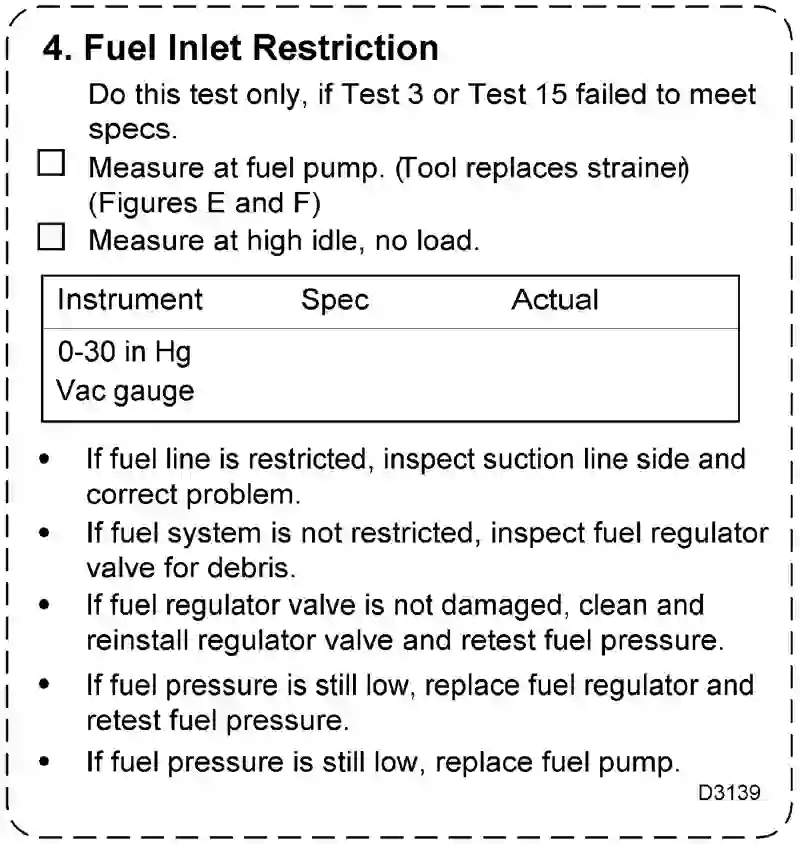 4. Fuel Inlet Restriction
Do this test only, if Test 3 or Test 15 failed to meet
specs.
Measure at fuel pump. (Tool replaces strainer)
(Figures E and F)
Measure at high idle, no load.
Instrument Spec Actual
0-30 in Hg
Vac gauge
• If fuel line is restricted, inspect suction line side and
correct problem.
• If fuel system is not restricted, inspect fuel regulator
valve for debris.
• If fuel regulator valve is not damaged, clean and
reinstall regulator valve and retest fuel pressure.
• If fuel pressure is still low, replace fuel regulator and
retest fuel pressure.
• If fuel pressure is still low, replace fuel pump.
D3139